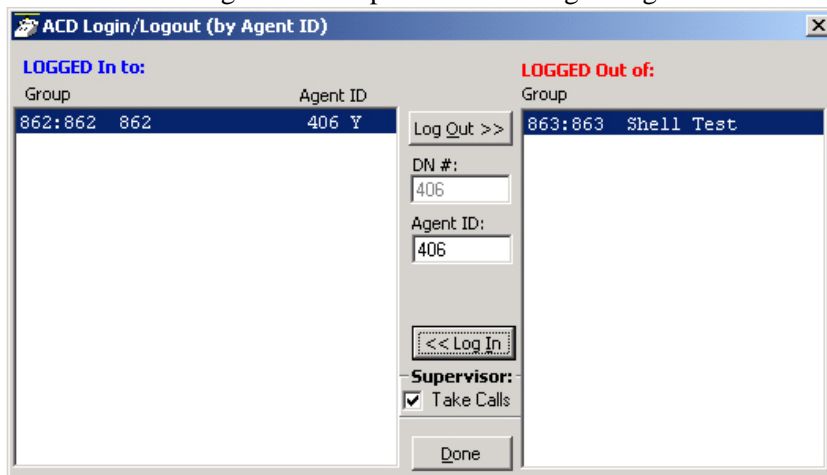 ACD Login/Logout (by Agent ID)
LOGGED In to:
LOGGED Out of:
Group Agent ID
Group
862:862 862 406 Y
863:863 Shell Test
Log Out >>
DN #:
406
Agent ID:
406
<< Log In
Supervisor:
Take Calls
Done